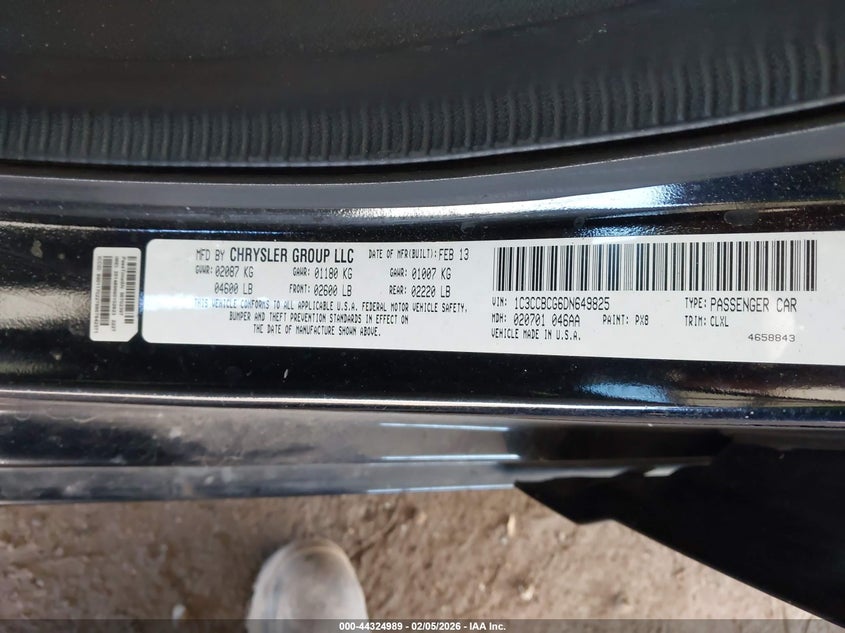 MFD BY CHRYSLER GROUP LLC DATE OF MFR(BUILT): FEB 13
GVWR: 02087 KG GAWR: 01180 KG GAWR: 01007 KG
04600 LB FRONT: 02600 LB REAR: 02220 LB
THIS VEHICLE CONFORMS TO ALL APPLICABLE U.S.A. FEDERAL MOTOR VEHICLE SAFETY,
BUMPER AND THEFT PREVENTION STANDARDS IN EFFECT ON
THE DATE OF MANUFACTURE SHOWN ABOVE.
VIN: 1C3CCBCG6DN649825 TYPE: PASSENGER CAR
MDH: 020701 046AA PAINT: PX8 TRIM: CLXL
VEHICLE MADE IN U.S.A.
4658843
000-44324989 - 02/05/2026 - IAA Inc.